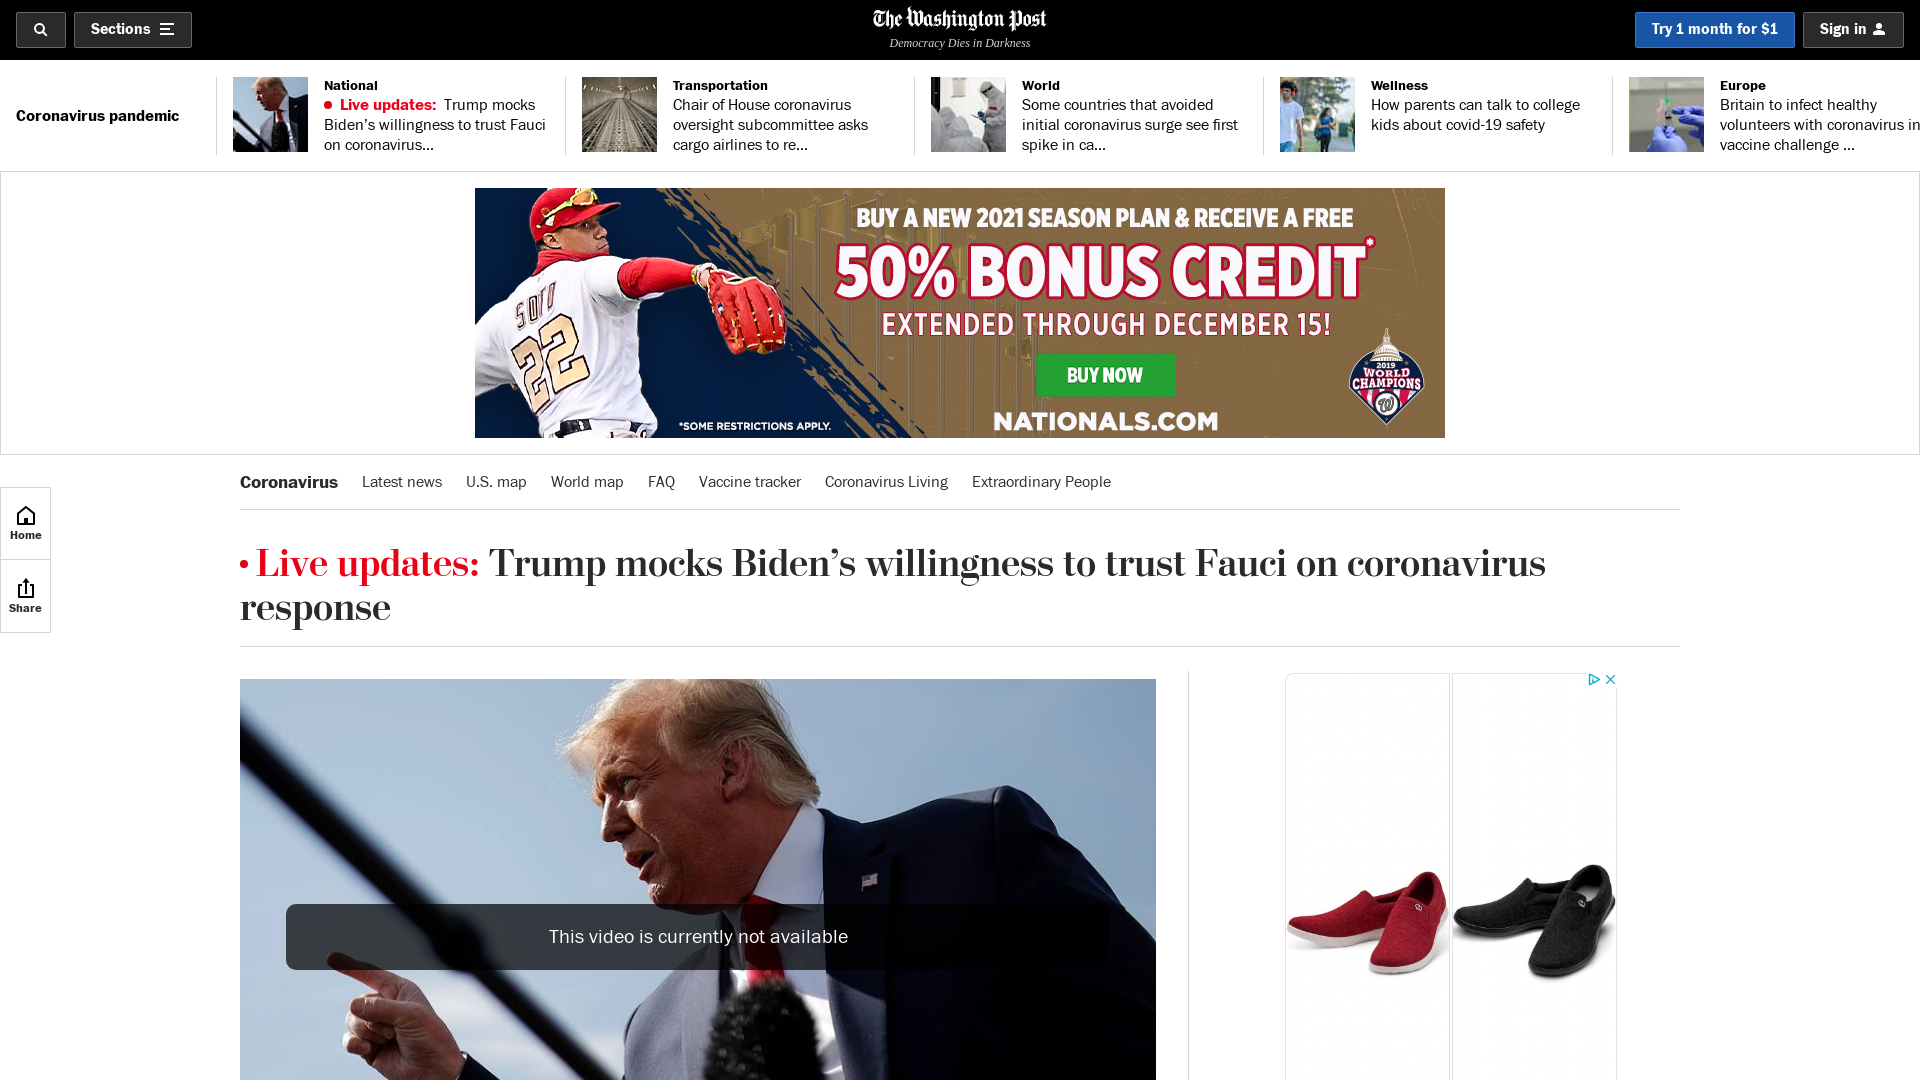 Sections
The Washington Post
Democracy Dies in Darkness
Try 1 month for $1
Sign in
Coronavirus pandemic
National
Live updates: Trump mocks
Biden’s willingness to trust Fauci
on coronavirus...
Transportation
Chair of House coronavirus
oversight subcommittee asks
cargo airlines to re...
World
Some countries that avoided
initial coronavirus surge see first
spike in ca...
Wellness
How parents can talk to college
kids about covid-19 safety
Europe
Britain to infect healthy
volunteers with coronavirus in
vaccine challenge ...
BUY A NEW 2021 SEASON PLAN & RECEIVE A FREE
50% BONUS CREDIT*
EXTENDED THROUGH DECEMBER 15!
BUY NOW
NATIONALS.COM
*SOME RESTRICTIONS APPLY.
SOTO
22
2019
WORLD
CHAMPIONS
W
Coronavirus Latest news U.S. map World map FAQ Vaccine tracker Coronavirus Living Extraordinary People
Home
Share
• Live updates: Trump mocks Biden’s willingness to trust Fauci on coronavirus
response
This video is currently not available